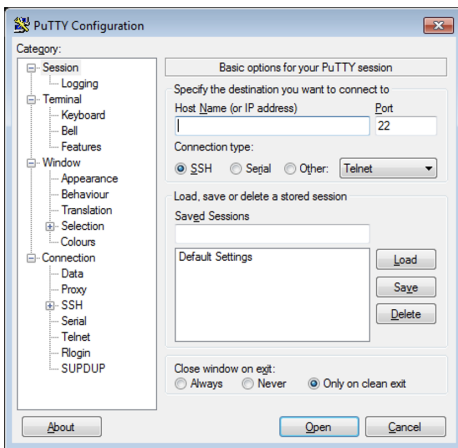 PuTTY Configuration
Category:
Session
Logging
Terminal
Keyboard
Bell
Features
Window
Appearance
Behaviour
Translation
Selection
Colours
Connection
Data
Proxy
SSH
Serial
Telnet
Rlogin
SUPDUP
Basic options for your PuTTY session
Specify the destination you want to connect to
Host Name (or IP address) Port
22
Connection type:
SSH Serial Other: Telnet
Load, save or delete a stored session
Saved Sessions
Default Settings
Load
Save
Delete
Close window on exit:
Always Never Only on clean exit
About Open Cancel